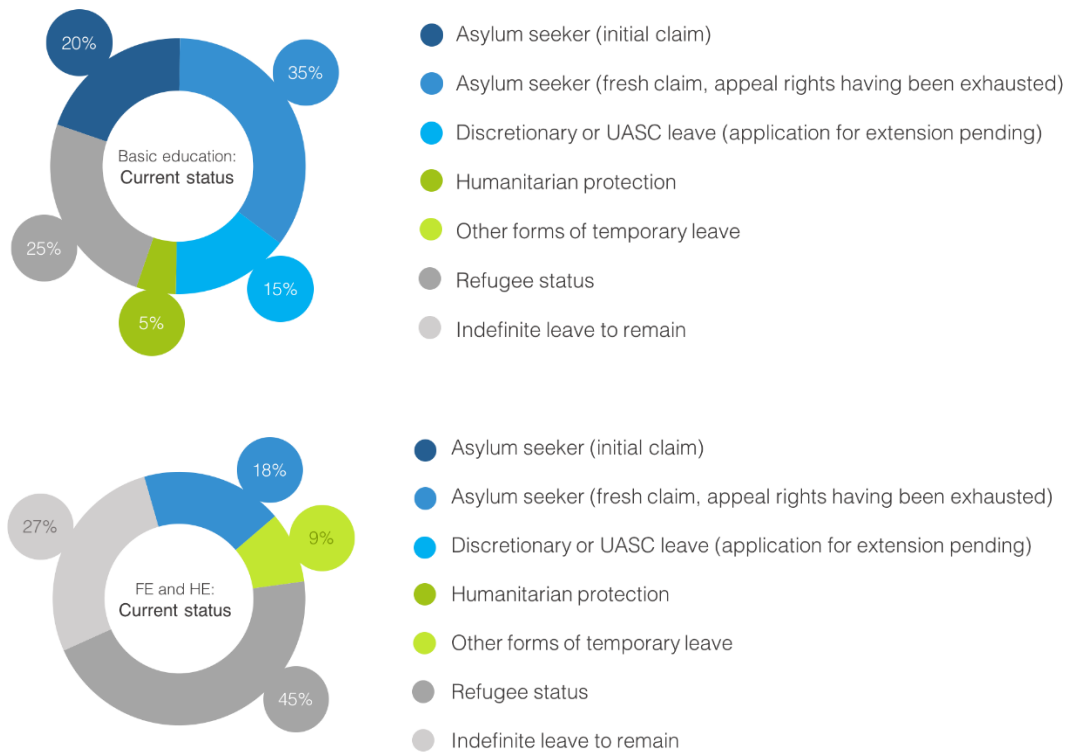 20%
35%
Basic education:
Current status
25%
15%
5%
Asylum seeker (initial claim)
Asylum seeker (fresh claim, appeal rights having been exhausted)
Discretionary or UASC leave (application for extension pending)
Humanitarian protection
Other forms of temporary leave
Refugee status
Indefinite leave to remain
18%
27%
9%
FE and HE:
Current status
45%
Asylum seeker (initial claim)
Asylum seeker (fresh claim, appeal rights having been exhausted)
Discretionary or UASC leave (application for extension pending)
Humanitarian protection
Other forms of temporary leave
Refugee status
Indefinite leave to remain